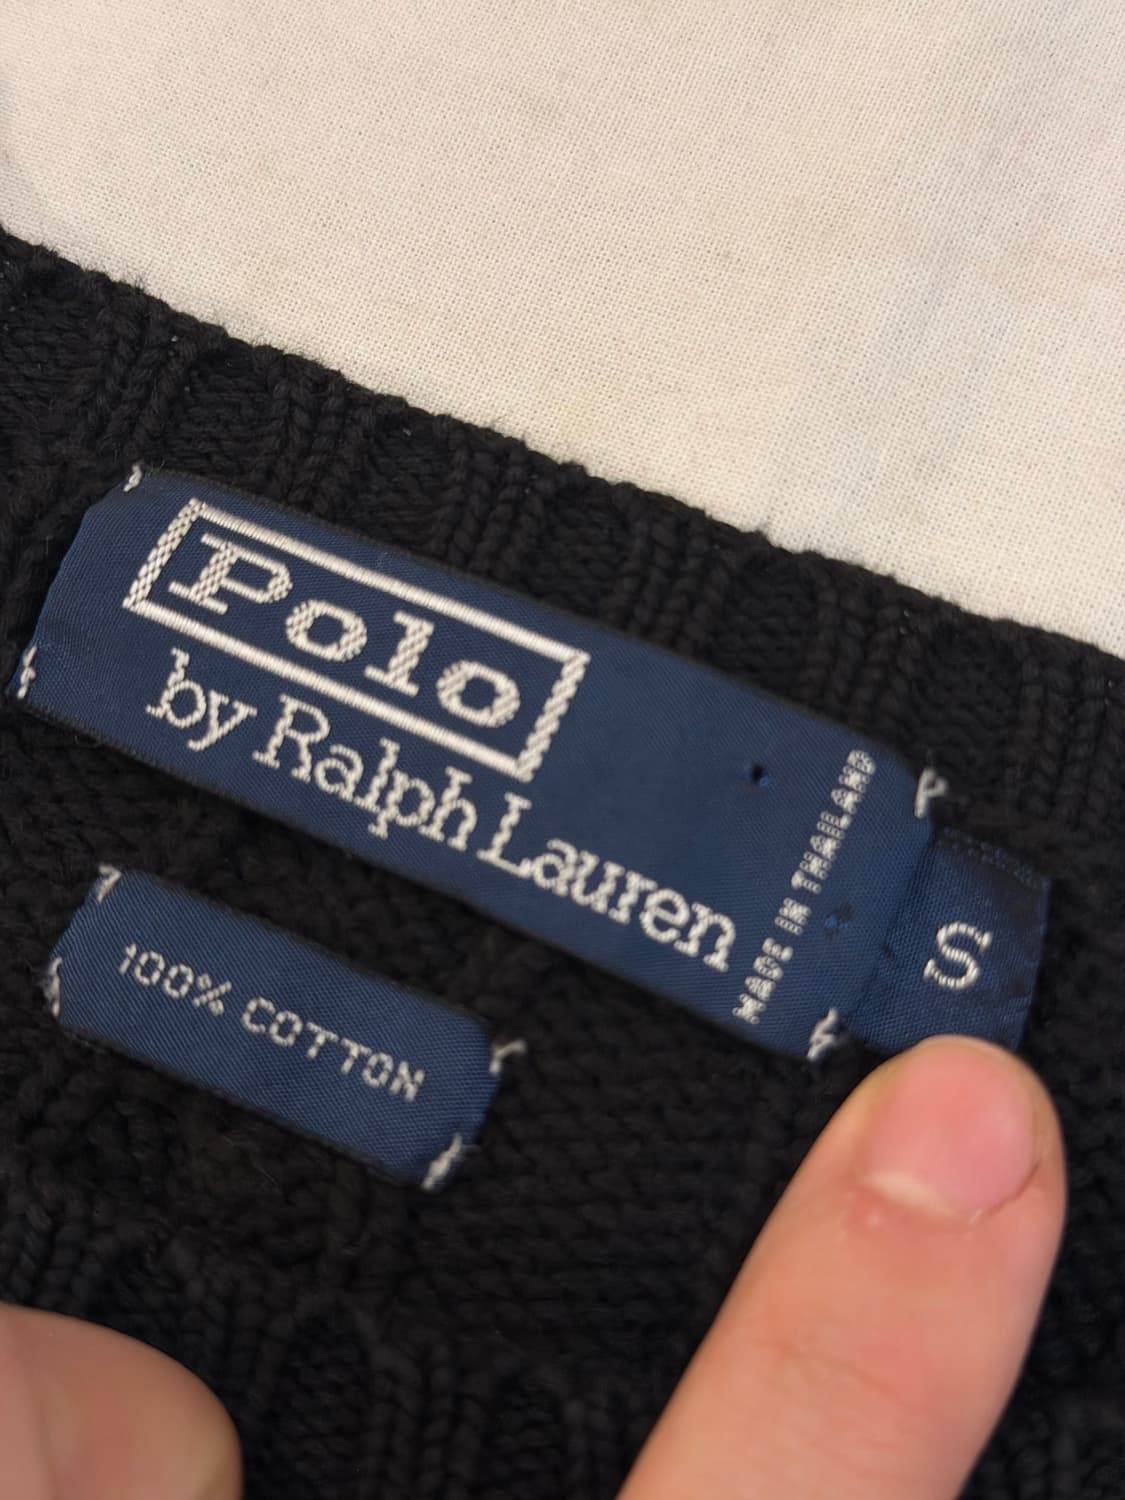 Polo
by Ralph Lauren
MADE IN THAILAND
S
100% COTTON